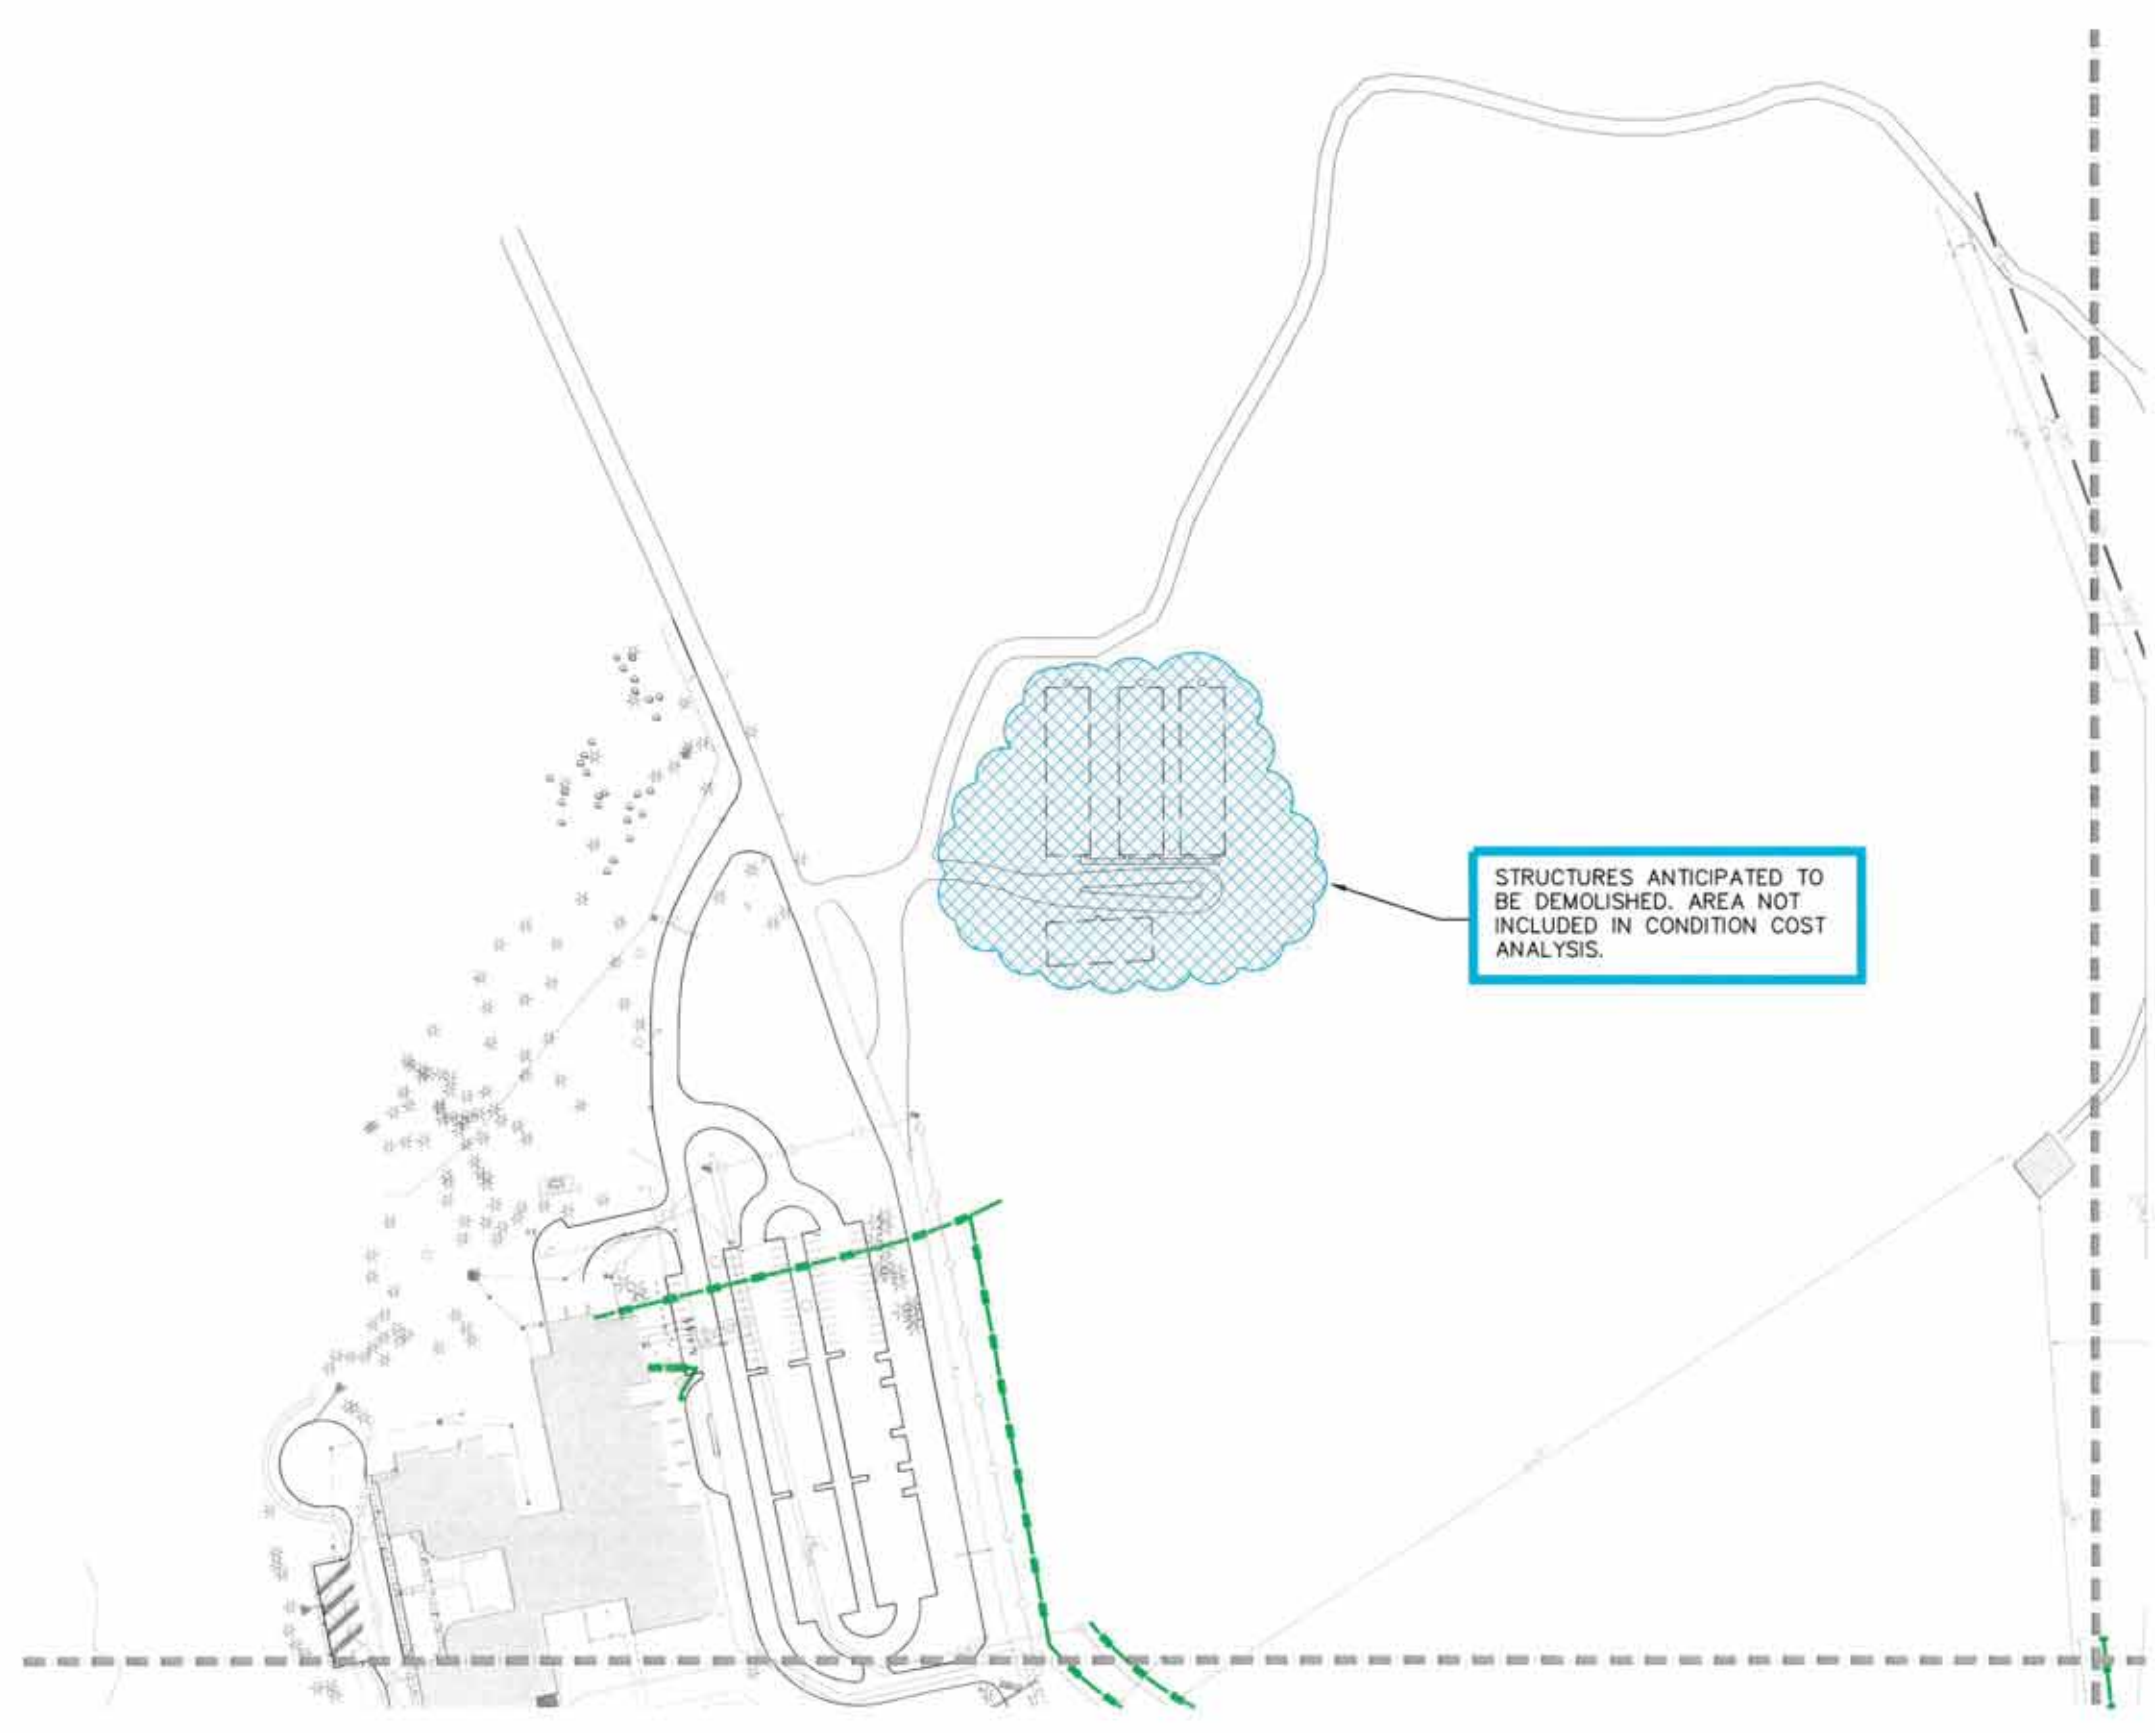 STRUCTURES ANTICIPATED TO
BE DEMOLISHED. AREA NOT
INCLUDED IN CONDITION COST
ANALYSIS.